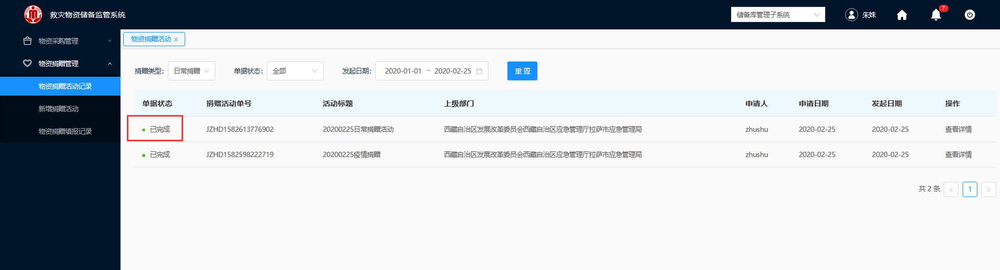 救灾物资储备监管系统
储备库管理子系统
朱姝
7
物资采购管理
物资捐赠管理
物资捐赠活动记录
新增捐赠活动
物资捐赠填报记录
物资捐赠活动 ×
捐赠类型: 日常捐赠 单据状态: 全部 发起日期: 2020-01-01 ~ 2020-02-25 重 置
单据状态 捐赠活动单号 活动标题 上级部门 申请人 申请日期 发起日期 操作
已完成 JZHD1582613776902 20200225日常捐赠活动 西藏自治区发展改革委员会西藏自治区应急管理厅拉萨市应急管理局 zhushu 2020-02-25 2020-02-25 查看详情
已完成 JZHD1582598222719 20200225疫情捐赠 西藏自治区发展改革委员会西藏自治区应急管理厅拉萨市应急管理局 zhushu 2020-02-25 2020-02-25 查看详情
共 2 条 < 1 >